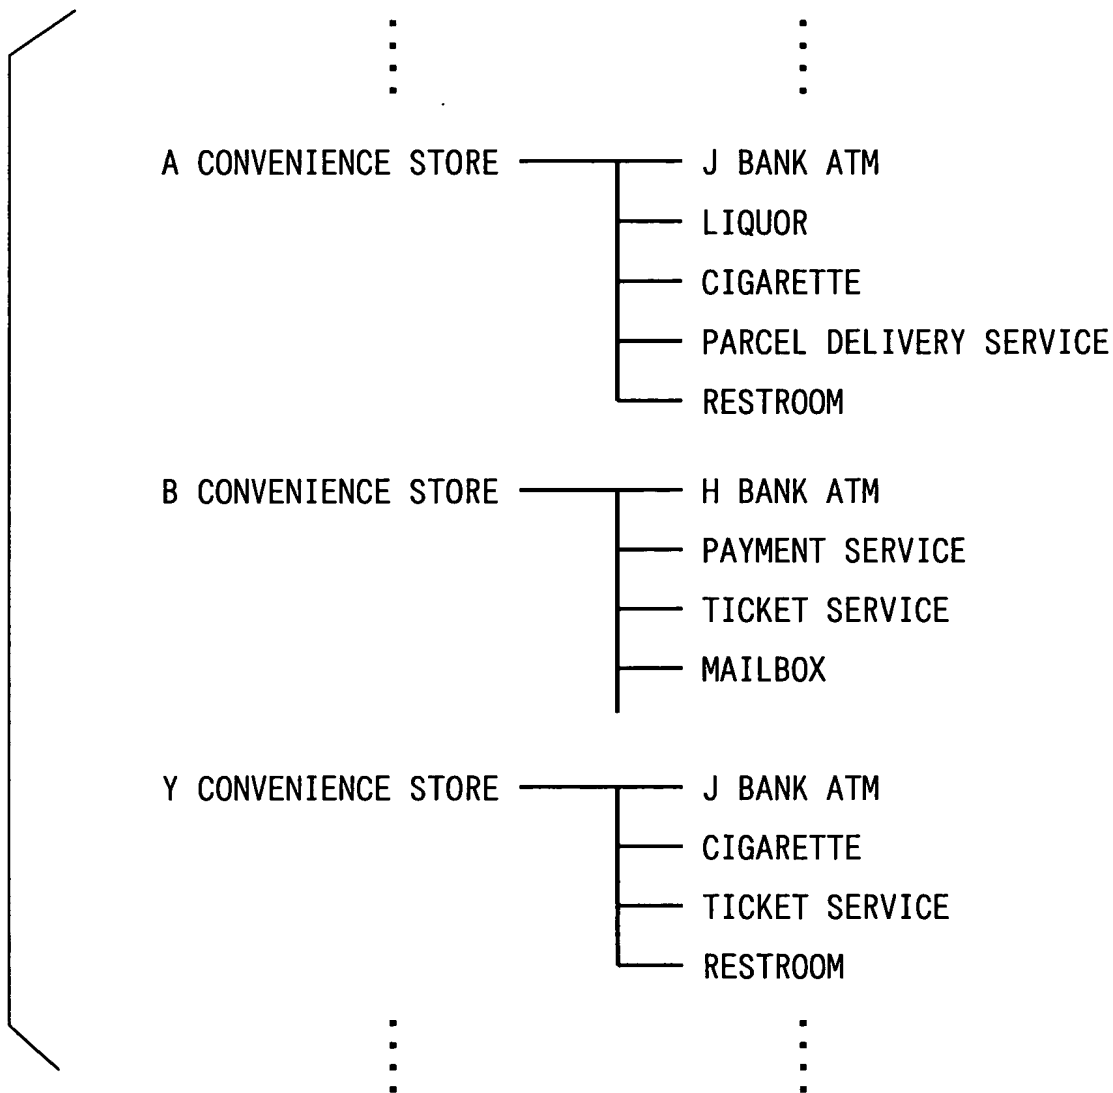 A CONVENIENCE STORE J BANK ATM
LIQUOR
CIGARETTE
PARCEL DELIVERY SERVICE
RESTROOM
B CONVENIENCE STORE H BANK ATM
PAYMENT SERVICE
TICKET SERVICE
MAILBOX
Y CONVENIENCE STORE J BANK ATM
CIGARETTE
TICKET SERVICE
RESTROOM